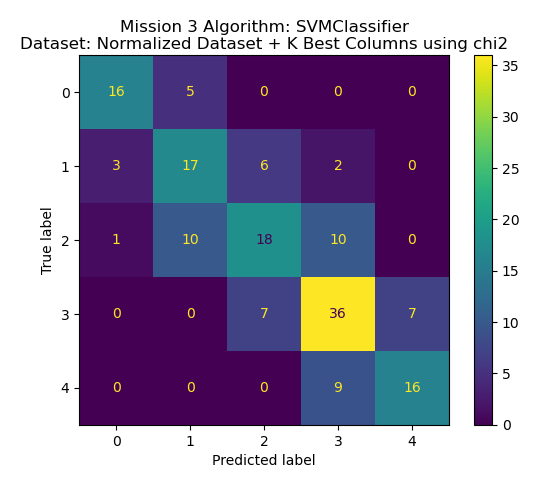 Mission 3 Algorithm: SVMClassifier
Dataset: Normalized Dataset + K Best Columns using chi2
0 16 5 0 0 0
1 3 17 6 2 0
2 1 10 18 10 0
3 0 0 7 36 7
4 0 0 0 9 16
0 1 2 3 4
Predicted label
True label
35
30
25
20
15
10
5
0